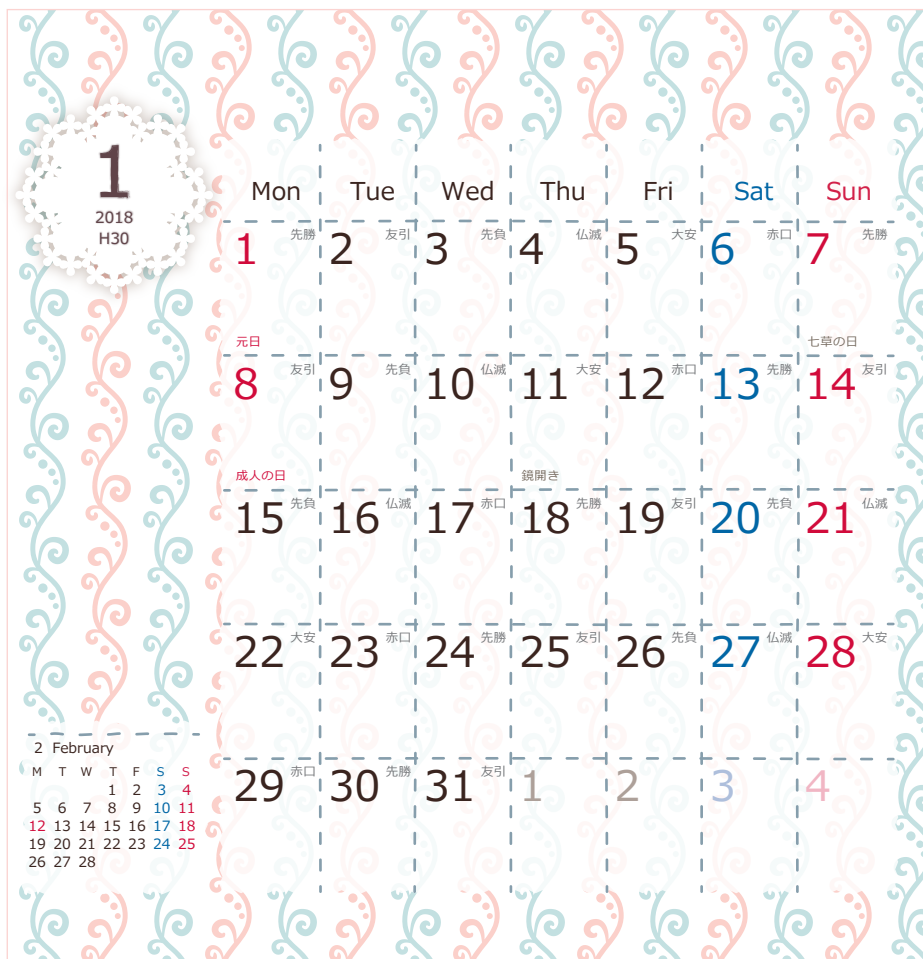 1
2018
H30
Mon Tue Wed Thu Fri Sat Sun
1 先勝 2 友引 3 先負 4 仏滅 5 大安 6 赤口 7 先勝
元日 七草の日
8 友引 9 先負 10 仏滅 11 大安 12 赤口 13 先勝 14 友引
成人の日 鏡開き
15 先負 16 仏滅 17 赤口 18 先勝 19 友引 20 先負 21 仏滅
22 大安 23 赤口 24 先勝 25 友引 26 先負 27 仏滅 28 大安
29 赤口 30 先勝 31 友引 1 2 3 4
2 February
M T W T F S S
1 2 3 4
5 6 7 8 9 10 11
12 13 14 15 16 17 18
19 20 21 22 23 24 25
26 27 28